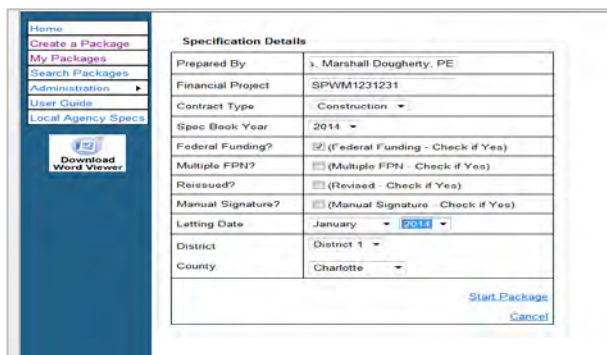 Home
Create a Package
My Packages
Search Packages
Administration
User Guide
Local Agency Specs
Download
Word Viewer
Specification Details
Prepared By
. Marshall Dougherty, PE
Financial Project
SPWM1231231
Contract Type
Construction
Spec Book Year
2014
Federal Funding?
(Federal Funding - Check if Yes)
Multiple FPN?
(Multiple FPN - Check if Yes)
Reissued?
(Revised - Check if Yes)
Manual Signature?
(Manual Signature - Check if Yes)
Letting Date
January 2014
District
District 1
County
Charlotte
Start Package
Cancel